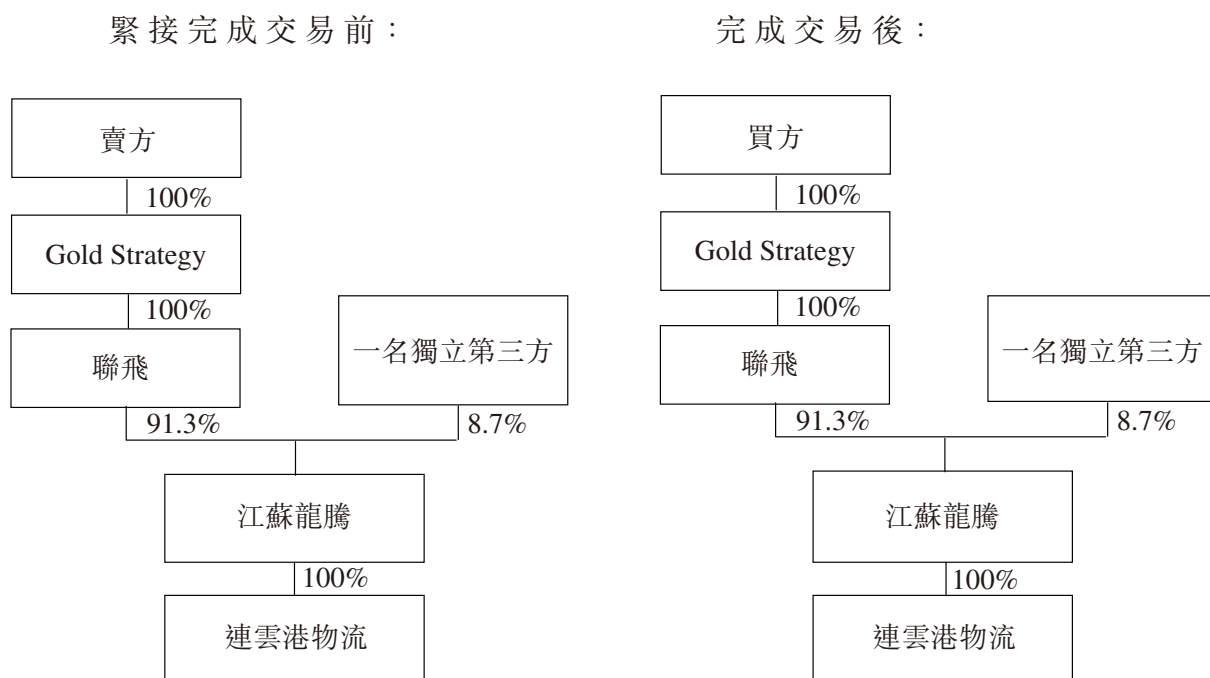 緊接完成交易前：
賣方
100%
Gold Strategy
100%
聯飛
一名獨立第三方
91.3%
8.7%
江蘇龍騰
100%
連雲港物流
完成交易後：
買方
100%
Gold Strategy
100%
聯飛
一名獨立第三方
91.3%
8.7%
江蘇龍騰
100%
連雲港物流